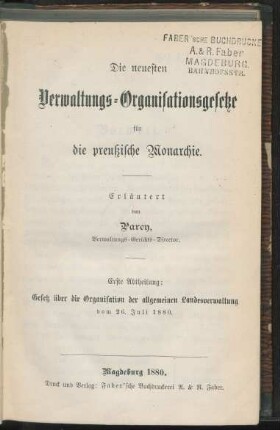 FABER'SCHE BUCHDRUCKE
A. & R. Faber
MAGDEBURG.
BAHNHOFSSTR.
Die neuesten
Verwaltungs-Organisationsgesetze
für
die preußische Monarchie.
Erläutert
von
Parey,
Verwaltungs-Gerichts-Director.
Erste Abtheilung:
Gesetz über die Organisation der allgemeinen Landesverwaltung
vom 26. Juli 1880.
Magdeburg 1880.
Druck und Verlag: Faber'sche Buchdruckerei A. & R. Faber.